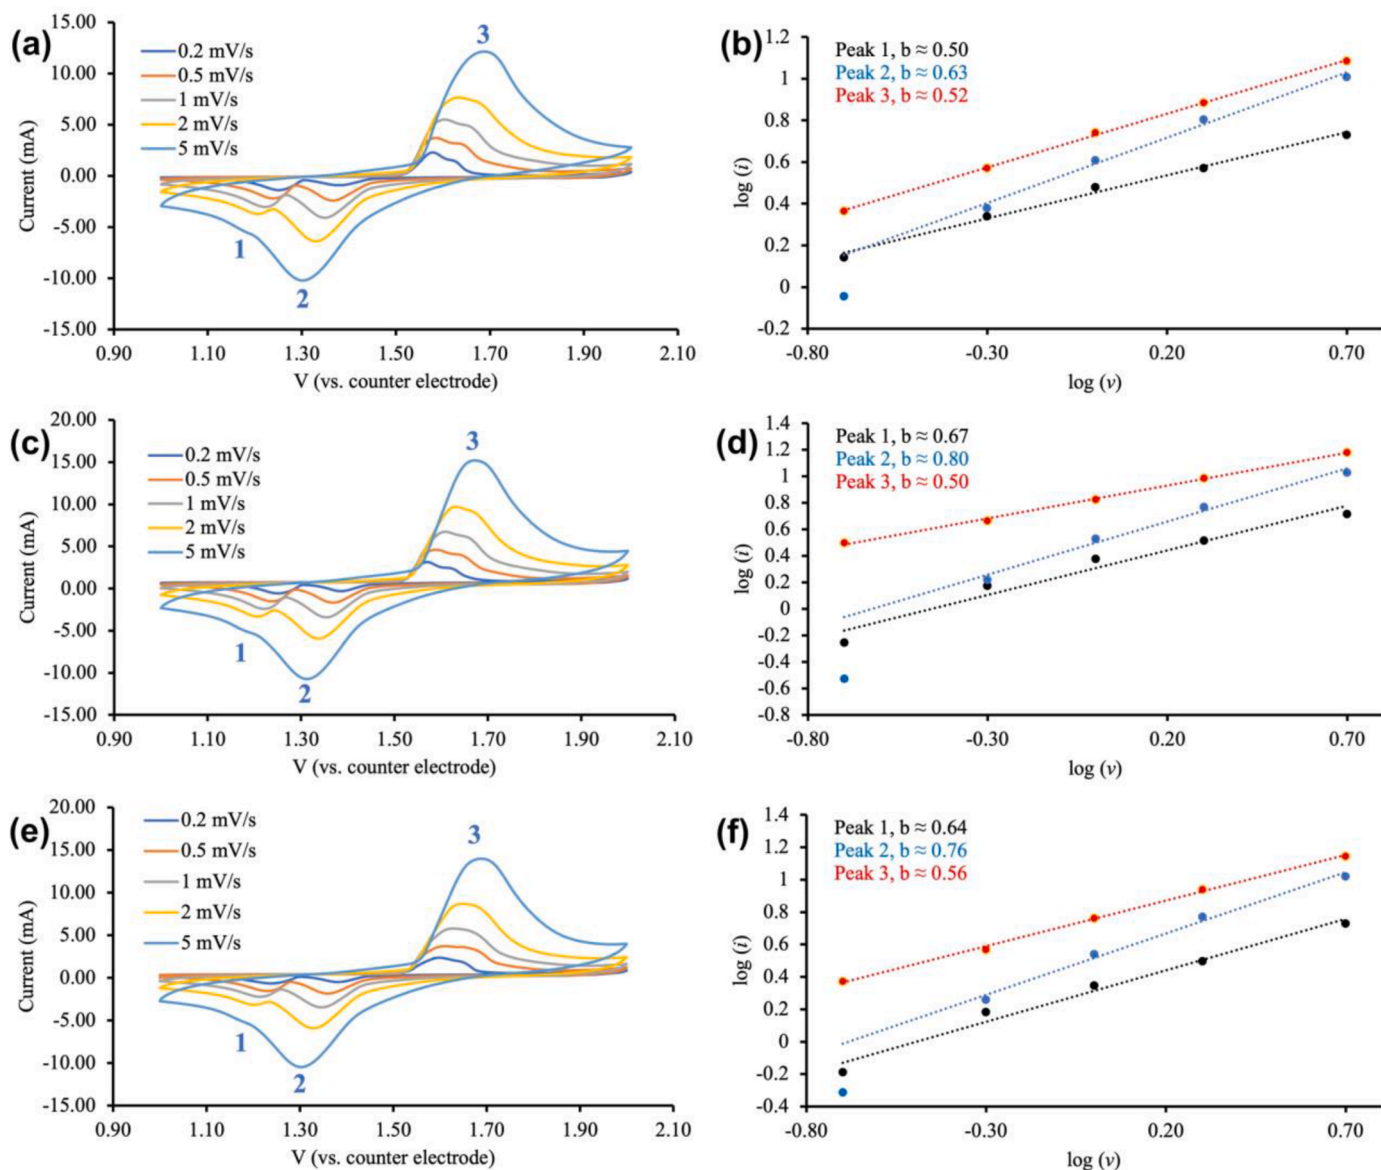 (a)
15.00
10.00
5.00
0.00
-5.00
-10.00
-15.00
Current (mA)
0.2 mV/s
0.5 mV/s
1 mV/s
2 mV/s
5 mV/s
3
1
2
0.90 1.10 1.30 1.50 1.70 1.90 2.10
V (vs. counter electrode)
(b)
Peak 1, b ≈ 0.50
Peak 2, b ≈ 0.63
Peak 3, b ≈ 0.52
1.2
1
0.8
0.6
0.4
0.2
0
-0.2
log (i)
-0.80 -0.30 0.20 0.70
log (v)
(c)
20.00
15.00
10.00
5.00
0.00
-5.00
-10.00
-15.00
Current (mA)
0.2 mV/s
0.5 mV/s
1 mV/s
2 mV/s
5 mV/s
3
1
2
0.90 1.10 1.30 1.50 1.70 1.90 2.10
V (vs. counter electrode)
(d)
Peak 1, b ≈ 0.67
Peak 2, b ≈ 0.80
Peak 3, b ≈ 0.50
1.4
1.2
1
0.8
0.6
0.4
0.2
0
-0.2
-0.4
-0.6
-0.8
log (i)
-0.80 -0.30 0.20 0.70
log (v)
(e)
20.00
15.00
10.00
5.00
0.00
-5.00
-10.00
-15.00
Current (mA)
0.2 mV/s
0.5 mV/s
1 mV/s
2 mV/s
5 mV/s
3
1
2
0.90 1.10 1.30 1.50 1.70 1.90 2.10
V (vs. counter electrode)
(f)
Peak 1, b ≈ 0.64
Peak 2, b ≈ 0.76
Peak 3, b ≈ 0.56
1.4
1.2
1
0.8
0.6
0.4
0.2
0
-0.2
-0.4
log (i)
-0.80 -0.30 0.20 0.70
log (v)